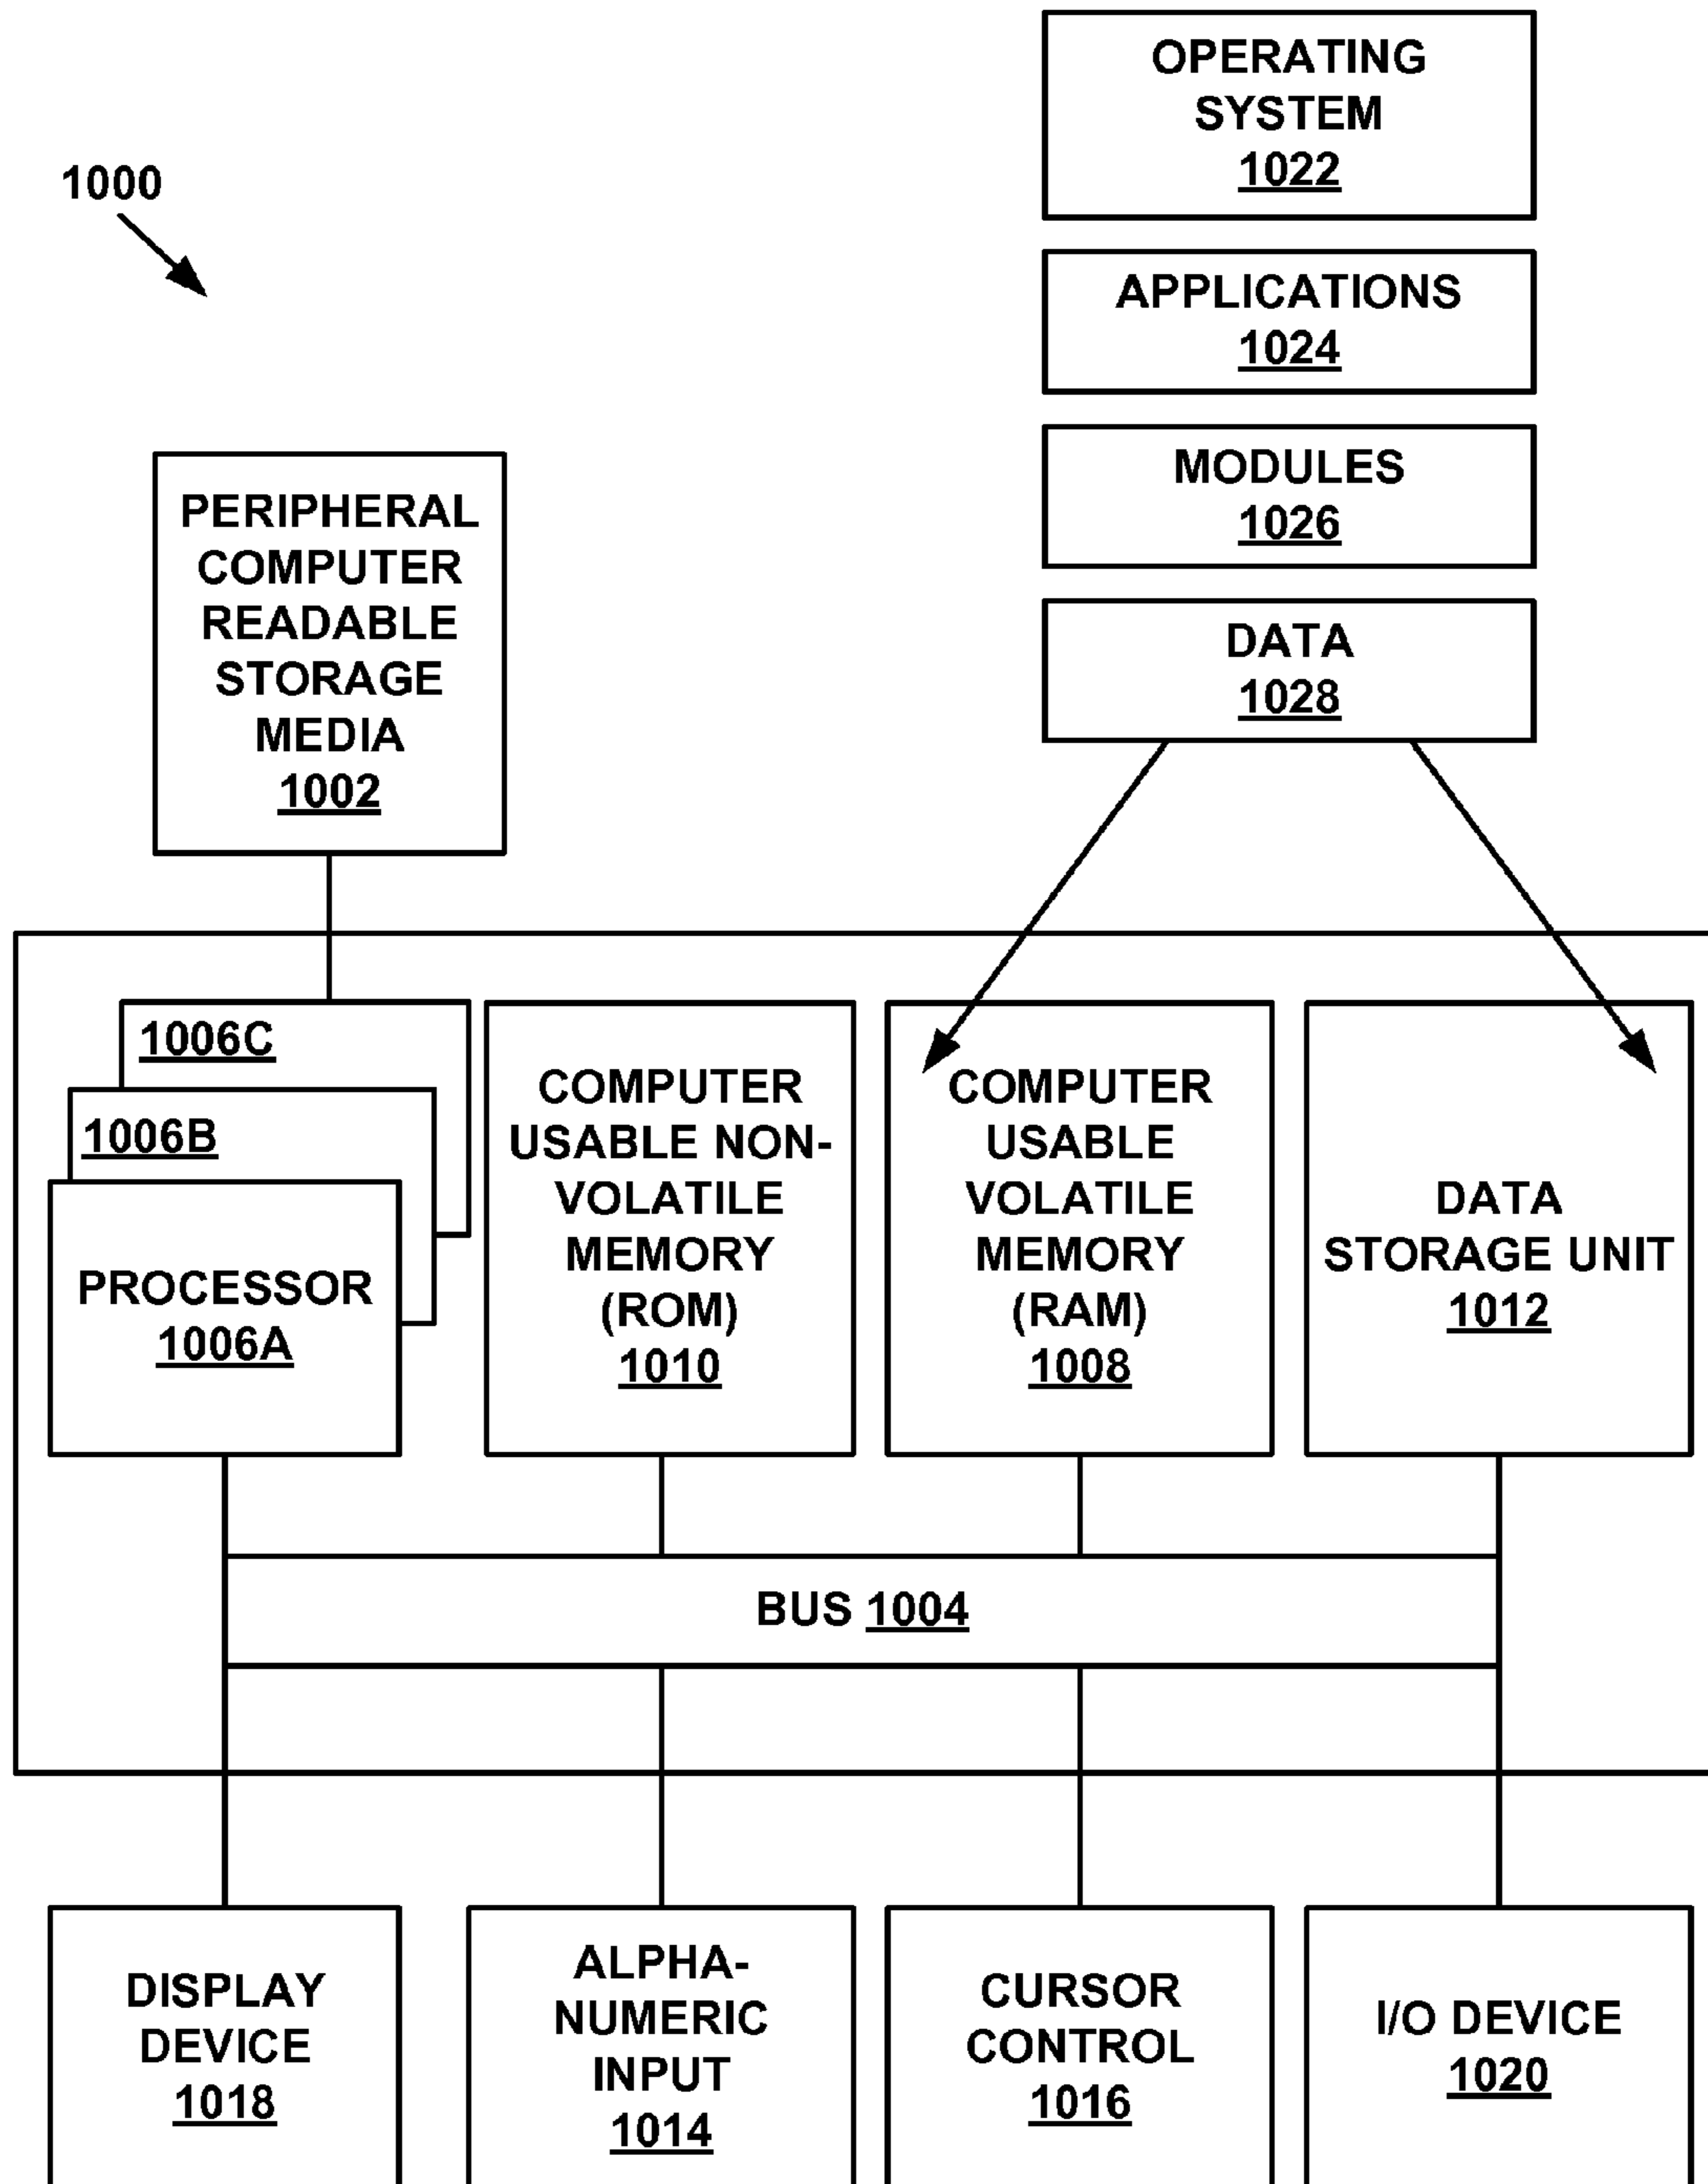 OPERATING
SYSTEM
1022
1000
APPLICATIONS
1024
MODULES
1026
PERIPHERAL
COMPUTER
READABLE
STORAGE
MEDIA
1002
DATA
1028
1006C
1006B
PROCESSOR
1006A
COMPUTER
USABLE NON-
VOLATILE
MEMORY
(ROM)
1010
COMPUTER
USABLE
VOLATILE
MEMORY
(RAM)
1008
DATA
STORAGE UNIT
1012
BUS 1004
DISPLAY
DEVICE
1018
ALPHA-
NUMERIC
INPUT
1014
CURSOR
CONTROL
1016
I/O DEVICE
1020